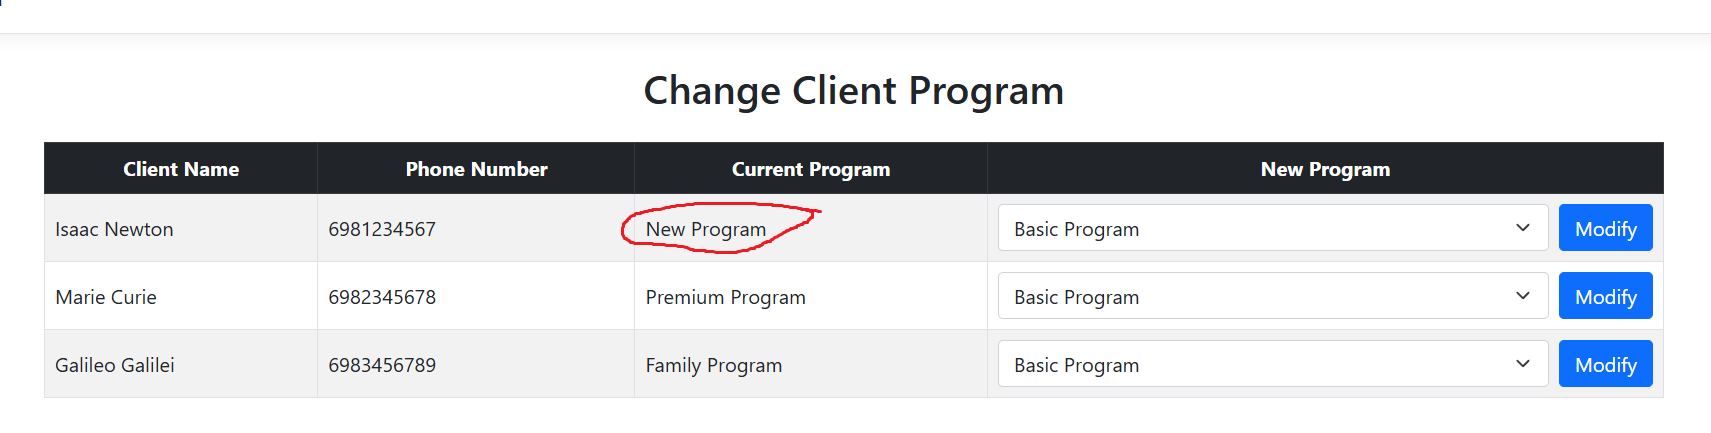 Change Client Program
Client Name Phone Number Current Program New Program
Isaac Newton 6981234567 New Program Basic Program Modify
Marie Curie 6982345678 Premium Program Basic Program Modify
Galileo Galilei 6983456789 Family Program Basic Program Modify